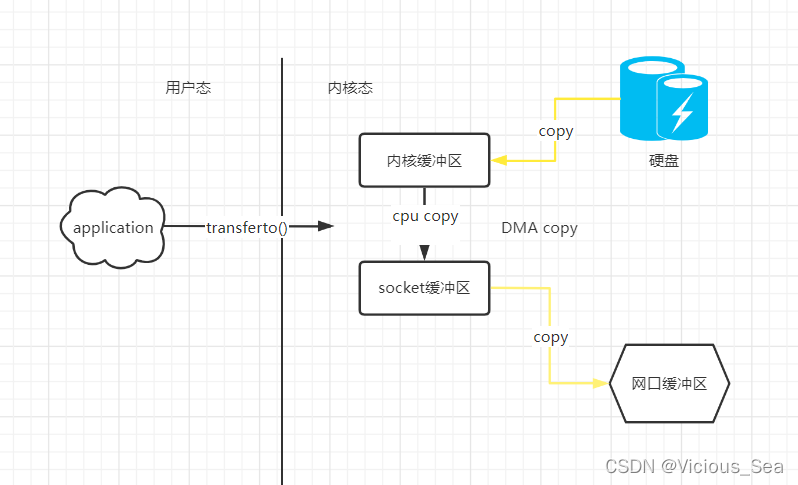 用户态
内核态
copy
硬盘
内核缓冲区
cpu copy
application
transferto()
DMA copy
socket缓冲区
copy
网口缓冲区
CSDN @Vicious_Sea